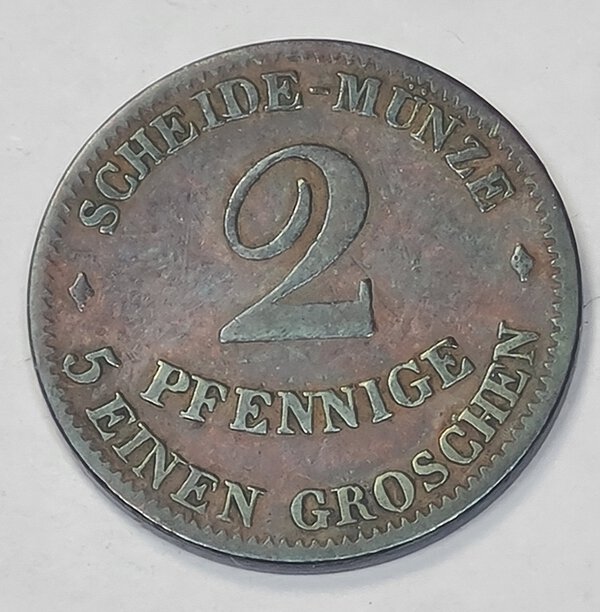 SCHEIDE-MÜNZE
2
PFENNIGE
5 EINEN GROSCHEN